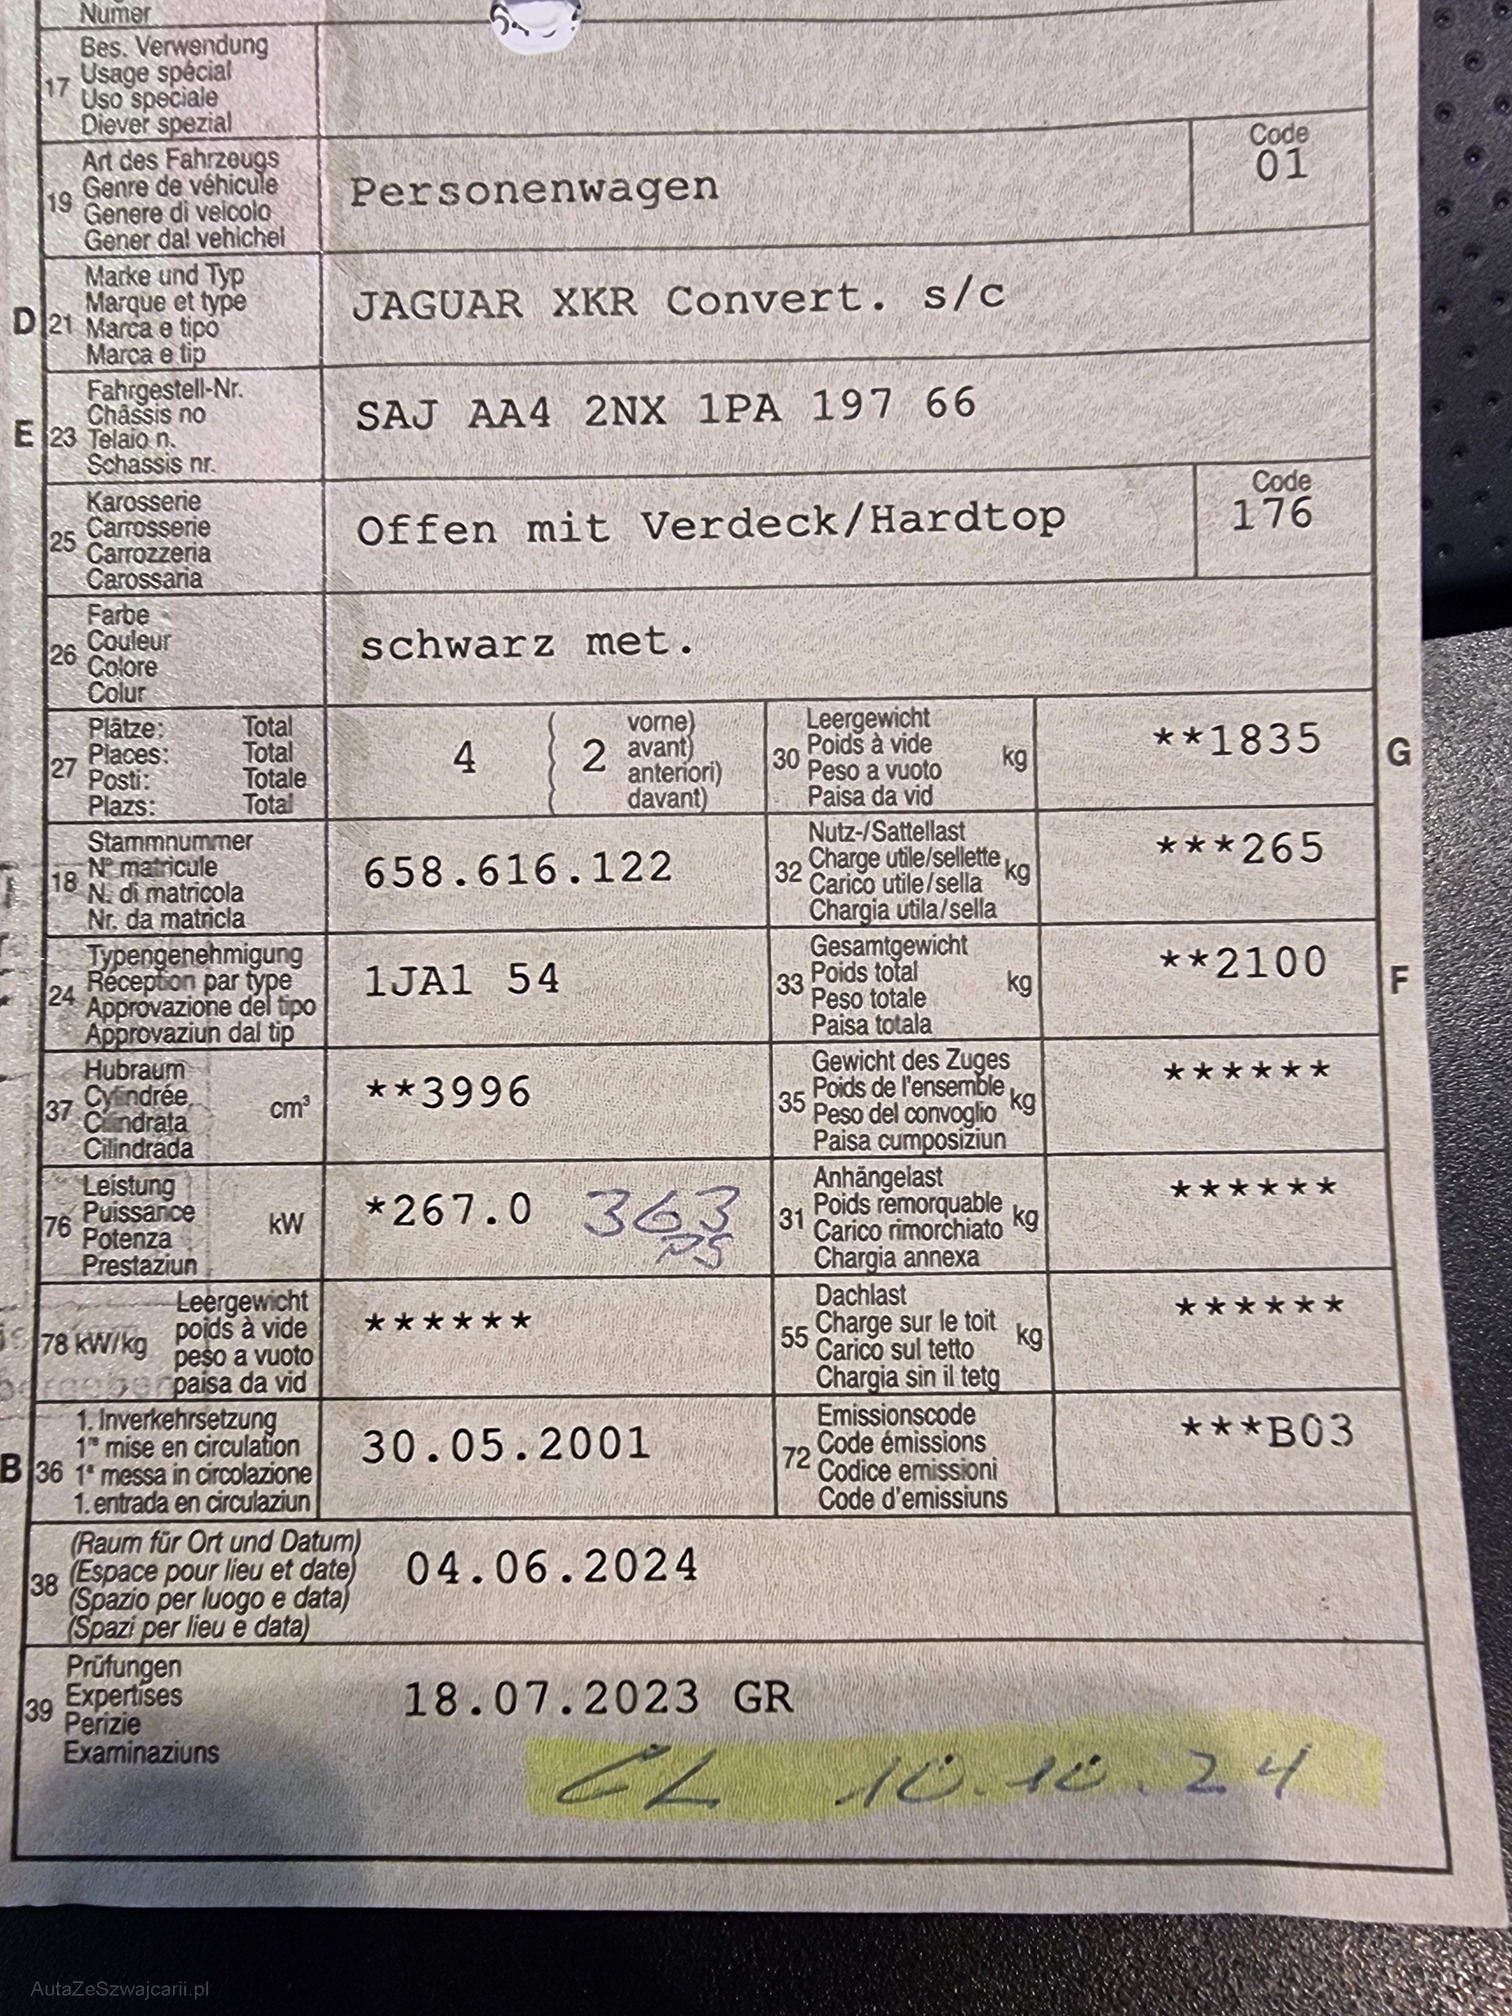 Numer
17 Bes. Verwendung
Usage spécial
Uso speciale
Diever spezial
19 Art des Fahrzeugs
Genre de véhicule
Genere di veicolo
Gener dal vehichel
Personenwagen
Code
01
D 21 Marke und Typ
Marque et type
Marca e tipo
Marca e tip
JAGUAR XKR Convert. s/c
E 23 Fahrgestell-Nr.
Châssis no
Telaio n.
Schassis nr.
SAJ AA4 2NX 1PA 197 66
25 Karosserie
Carrosserie
Carrozzeria
Carossaria
Offen mit Verdeck/Hardtop
Code
176
26 Farbe
Couleur
Colore
Colur
schwarz met.
27 Plätze: Total
Places: Total
Posti: Totale
Plazs: Total
4 ( 2 vorne)
( avant)
( anteriori)
( davant)
30 Leergewicht
Poids à vide kg
Peso a vuoto
Paisa da vid
**1835 G
18 Stammnummer
N° matricule
N. di matricola
Nr. da matricla
658.616.122
32 Nutz-/Sattellast
Charge utile/sellette kg
Carico utile/sella
Chargia utila/sella
***265
24 Typengenehmigung
Réception par type
Approvazione del tipo
Approvaziun dal tip
1JA1 54
33 Gesamtgewicht
Poids total kg
Peso totale
Paisa totala
**2100 F
37 Hubraum
Cylindrée cm³
Cilindrata
Cilindrada
**3996
35 Gewicht des Zuges
Poids de l'ensemble kg
Peso del convoglio
Paisa cumposiziun
******
76 Leistung
Puissance kW
Potenza
Prestaziun
*267.0 363
PS
31 Anhängelast
Poids remorquable kg
Carico rimorchiato
Chargia annexa
******
78 kW/kg Leergewicht
poids à vide
peso a vuoto
paisa da vid
******
55 Dachlast
Charge sur le toit kg
Carico sul tetto
Chargia sin il tetg
******
B 36 1. Inverkehrsetzung
1re mise en circulation
1a messa in circolazione
1. entrada en circulaziun
30.05.2001
72 Emissionscode
Code émissions
Codice emissioni
Code d'emissiuns
***B03
38 (Raum für Ort und Datum)
(Espace pour lieu et date)
(Spazio per luogo e data)
(Spazi per lieu e data)
04.06.2024
39 Prüfungen
Expertises
Perizie
Examinaziuns
18.07.2023 GR
10.10.24
AutaZeSzwajcarii.pl